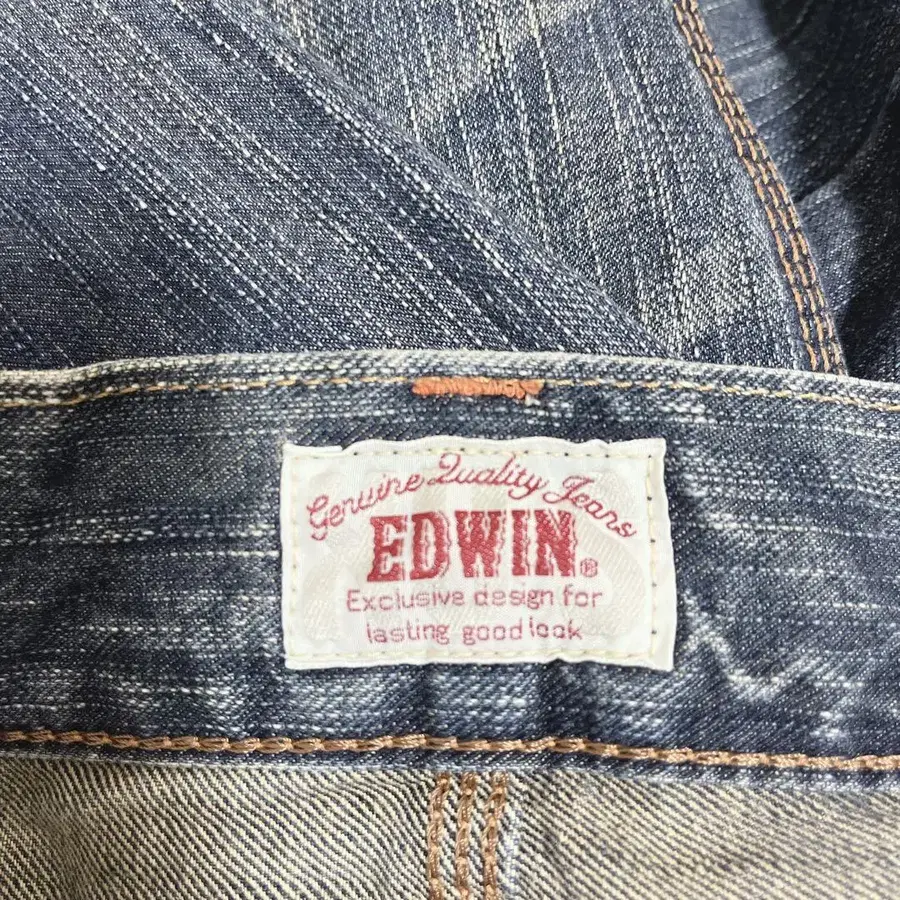 Genuine Quality Jeans
EDWIN®
Exclusive design for
lasting good look